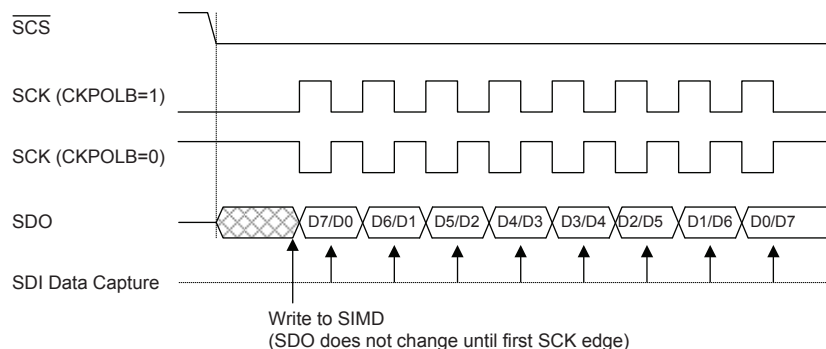 SCS
SCK (CKPOLB=1)
SCK (CKPOLB=0)
SDO
D7/D0 D6/D1 D5/D2 D4/D3 D3/D4 D2/D5 D1/D6 D0/D7
SDI Data Capture
Write to SIMD
(SDO does not change until first SCK edge)